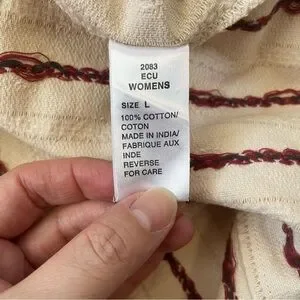 2083
ECU
WOMENS
SIZE L
100% COTTON/
COTON
MADE IN INDIA/
FABRIQUE AUX
INDE
REVERSE
FOR CARE